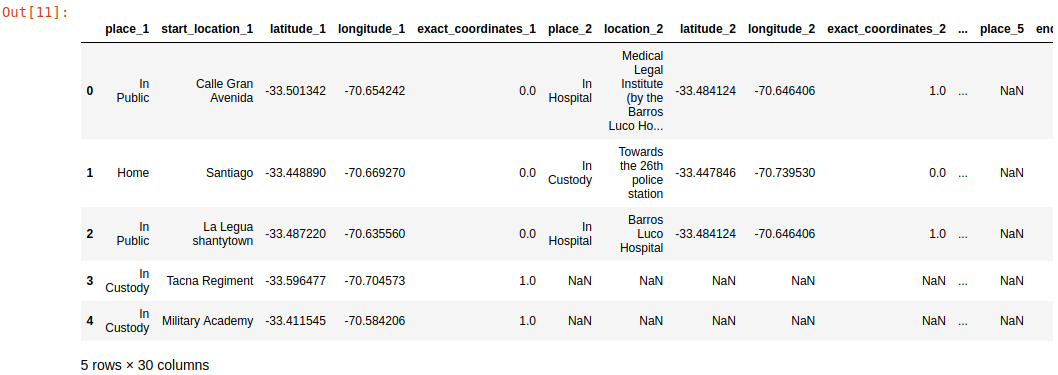 Out[11]:
place_1 start_location_1 latitude_1 longitude_1 exact_coordinates_1 place_2 location_2 latitude_2 longitude_2 exact_coordinates_2 ... place_5 end
0 In Public Calle Gran Avenida -33.501342 -70.654242 0.0 In Hospital Medical Legal Institute (by the Barros Luco Ho... -33.484124 -70.646406 1.0 ... NaN
1 Home Santiago -33.448890 -70.669270 0.0 In Custody Towards the 26th police station -33.447846 -70.739530 0.0 ... NaN
2 In Public La Legua shantytown -33.487220 -70.635560 0.0 In Hospital Barros Luco Hospital -33.484124 -70.646406 1.0 ... NaN
3 In Custody Tacna Regiment -33.596477 -70.704573 1.0 NaN NaN NaN NaN NaN ... NaN
4 In Custody Military Academy -33.411545 -70.584206 1.0 NaN NaN NaN NaN NaN ... NaN
5 rows × 30 columns